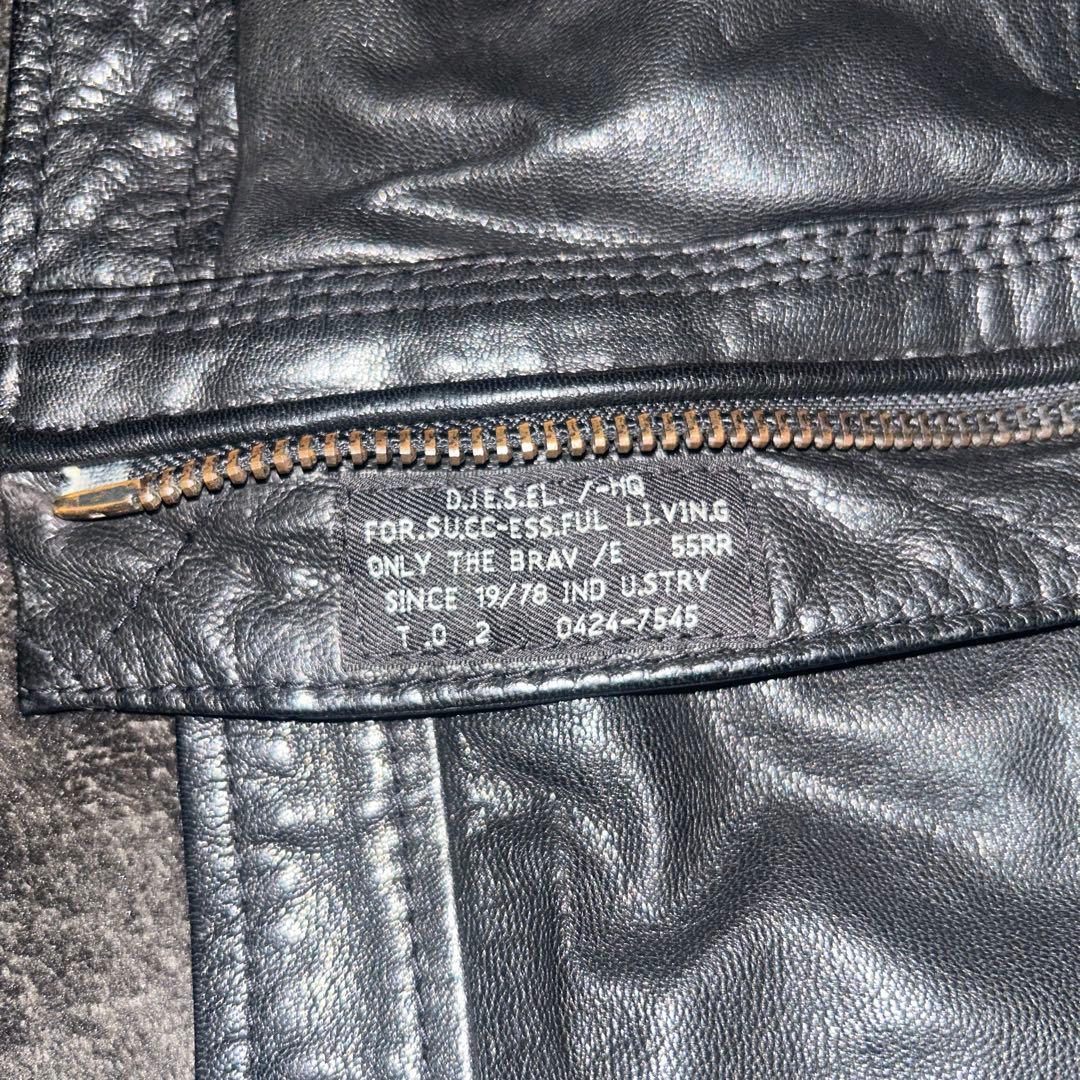 D.IE.S.EL. /-HQ
FOR.SU.CC-ESS.FUL LI.VIN.G
ONLY THE BRAV /E 55RR
SINCE 19/78 IND U.STRY
T .O .2 0424-7545